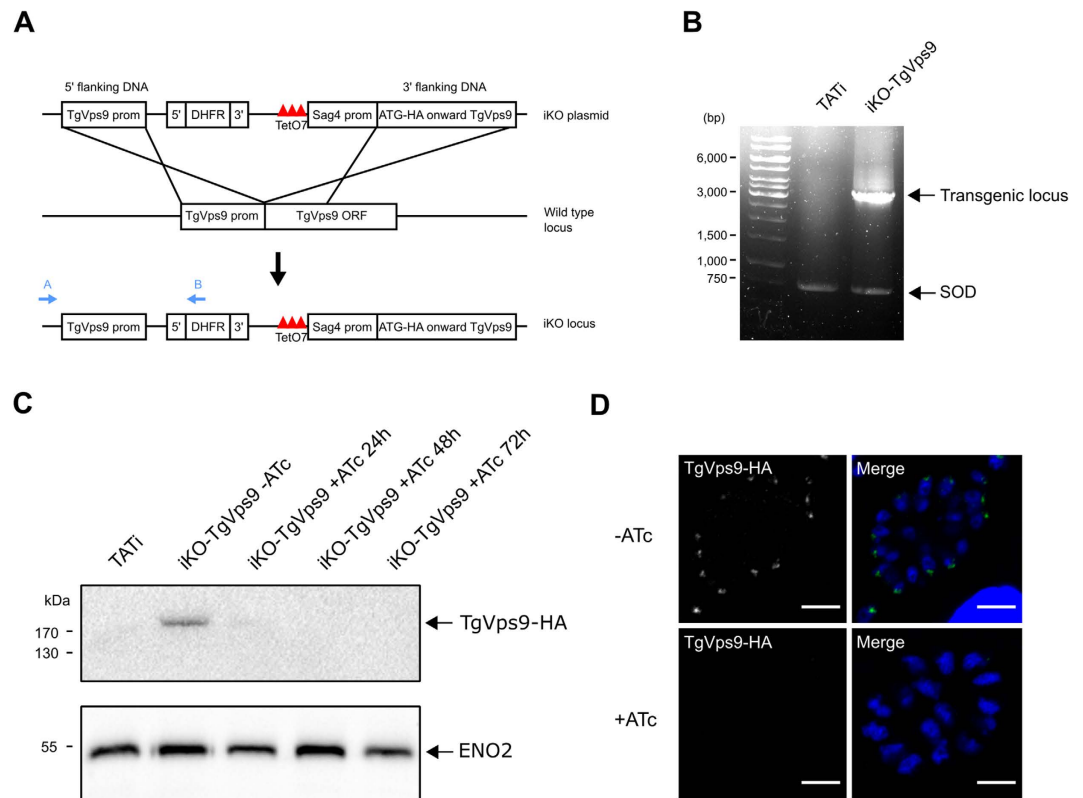 A
5' flanking DNA
3' flanking DNA
TgVps9 prom
5'
DHFR
3'
TetO7
Sag4 prom
ATG-HA onward TgVps9
iKO plasmid
TgVps9 prom
TgVps9 ORF
Wild type
locus
A
B
TgVps9 prom
5'
DHFR
3'
TetO7
Sag4 prom
ATG-HA onward TgVps9
iKO locus
B
TATi
iKO-TgVps9
(bp)
6,000
3,000
1,500
1,000
750
Transgenic locus
SOD
C
TATi
iKO-TgVps9 -ATc
iKO-TgVps9 +ATc 24h
iKO-TgVps9 +ATc 48h
iKO-TgVps9 +ATc 72h
kDa
170
130
TgVps9-HA
55
ENO2
D
TgVps9-HA
Merge
-ATc
TgVps9-HA
Merge
+ATc